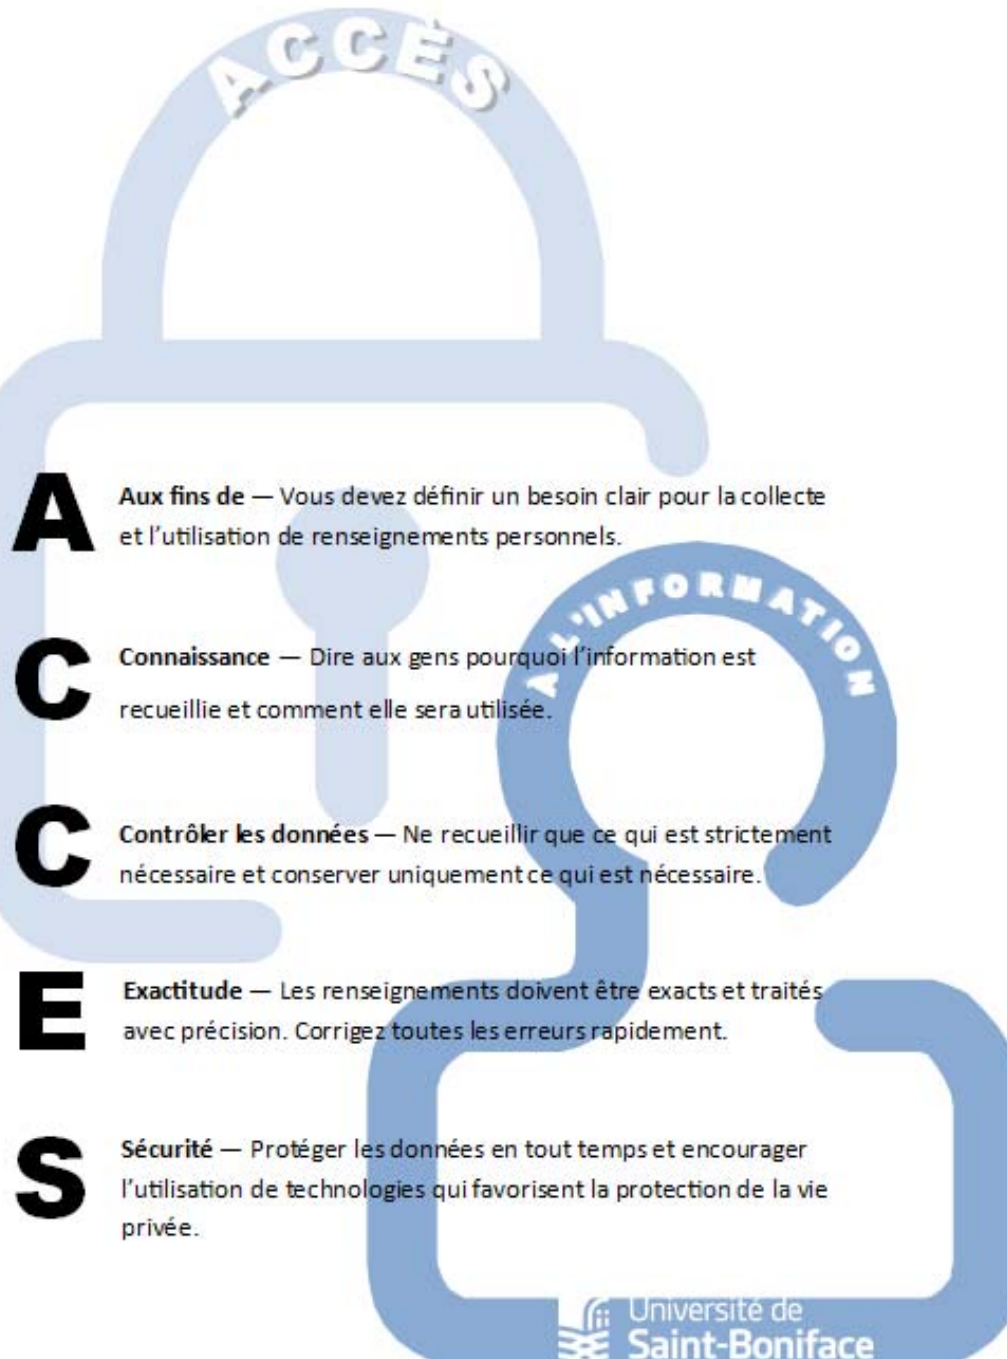 ACCÈS
A
Aux fins de — Vous devez définir un besoin clair pour la collecte
et l'utilisation de renseignements personnels.
À L'INFORMATION
C
Connaissance — Dire aux gens pourquoi l'information est
recueillie et comment elle sera utilisée.
C
Contrôler les données — Ne recueillir que ce qui est strictement
nécessaire et conserver uniquement ce qui est nécessaire.
E
Exactitude — Les renseignements doivent être exacts et traités
avec précision. Corrigez toutes les erreurs rapidement.
S
Sécurité — Protéger les données en tout temps et encourager
l'utilisation de technologies qui favorisent la protection de la vie
privée.
Université de
Saint-Boniface